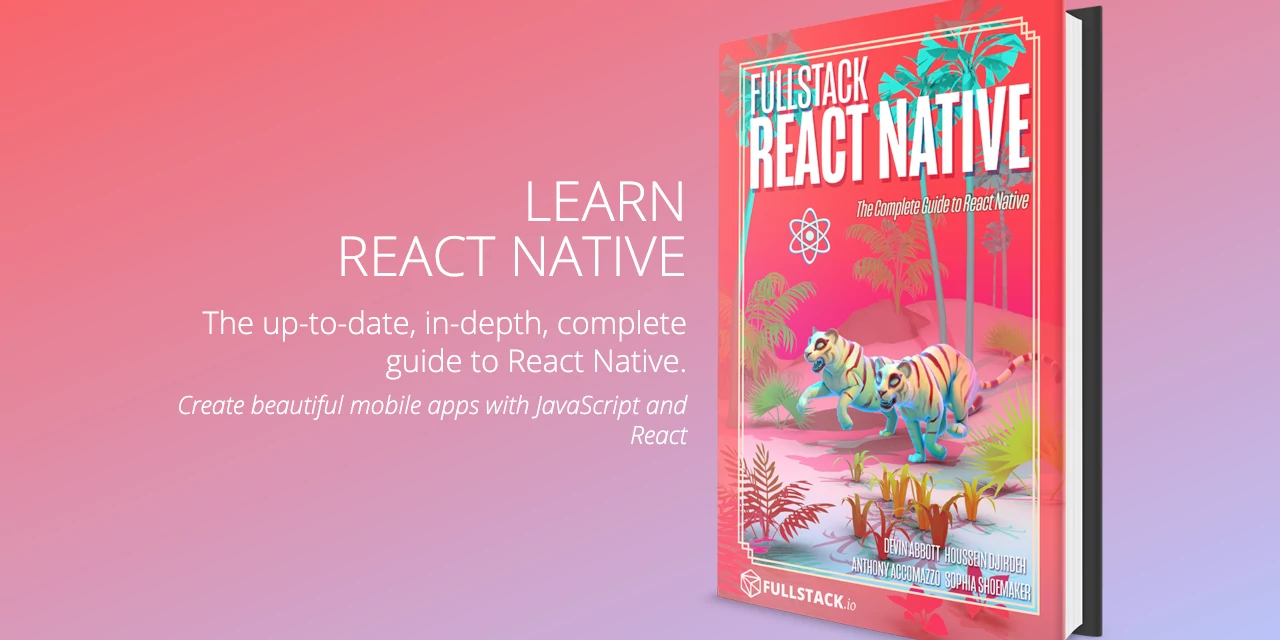 LEARN
REACT NATIVE
The up-to-date, in-depth, complete
guide to React Native.
Create beautiful mobile apps with JavaScript and
React
FULLSTACK
REACT NATIVE
The Complete Guide to React Native
DEVIN ABBOTT HOUSSEIN DJIRDEH
ANTHONY ACCOMAZZO SOPHIA SHOEMAKER
FULLSTACK.io